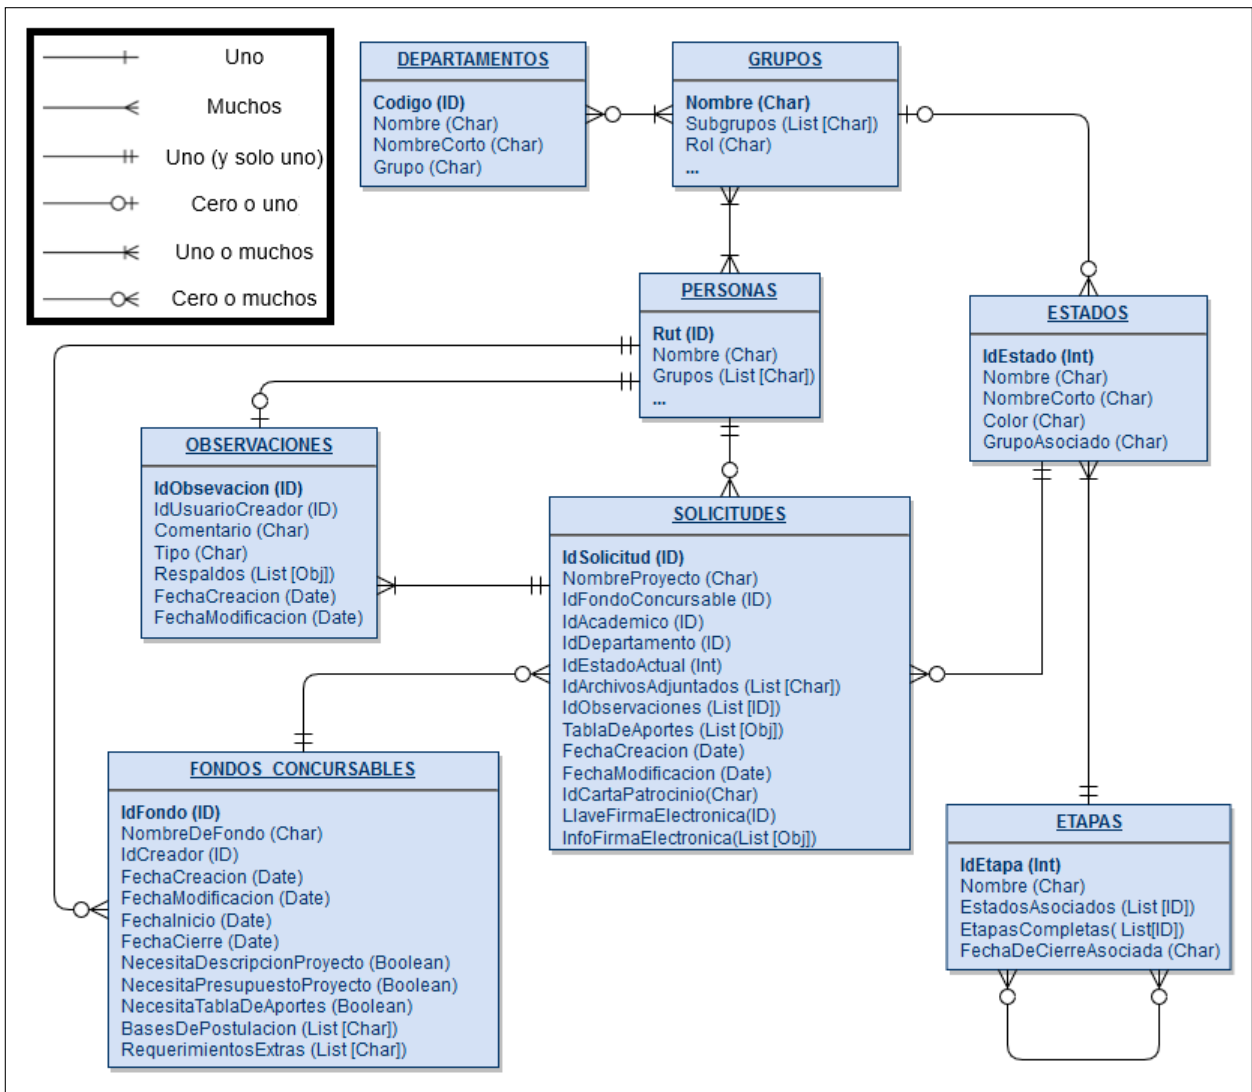 Uno
Muchos
Uno (y solo uno)
Cero o uno
Uno o muchos
Cero o muchos
DEPARTAMENTOS
Codigo (ID)
Nombre (Char)
NombreCorto (Char)
Grupo (Char)
GRUPOS
Nombre (Char)
Subgrupos (List [Char])
Rol (Char)
...
PERSONAS
Rut (ID)
Nombre (Char)
Grupos (List [Char])
...
ESTADOS
IdEstado (Int)
Nombre (Char)
NombreCorto (Char)
Color (Char)
GrupoAsociado (Char)
OBSERVACIONES
IdObsevacion (ID)
IdUsuarioCreador (ID)
Comentario (Char)
Tipo (Char)
Respaldos (List [Obj])
FechaCreacion (Date)
FechaModificacion (Date)
SOLICITUDES
IdSolicitud (ID)
NombreProyecto (Char)
IdFondoConcursable (ID)
IdAcademico (ID)
IdDepartamento (ID)
IdEstadoActual (Int)
IdArchivosAdjuntados (List [Char])
IdObservaciones (List [ID])
TablaDeAportes (List [Obj])
FechaCreacion (Date)
FechaModificacion (Date)
IdCartaPatrocinio(Char)
LlaveFirmaElectronica(ID)
InfoFirmaElectronica(List [Obj])
FONDOS_CONCURSABLES
IdFondo (ID)
NombreDeFondo (Char)
IdCreador (ID)
FechaCreacion (Date)
FechaModificacion (Date)
FechaInicio (Date)
FechaCierre (Date)
NecesitaDescripcionProyecto (Boolean)
NecesitaPresupuestoProyecto (Boolean)
NecesitaTablaDeAportes (Boolean)
BasesDePostulacion (List [Char])
RequerimientosExtras (List [Char])
ETAPAS
IdEtapa (Int)
Nombre (Char)
EstadosAsociados (List [ID])
EtapasCompletas( List[ID])
FechaDeCierreAsociada (Char)